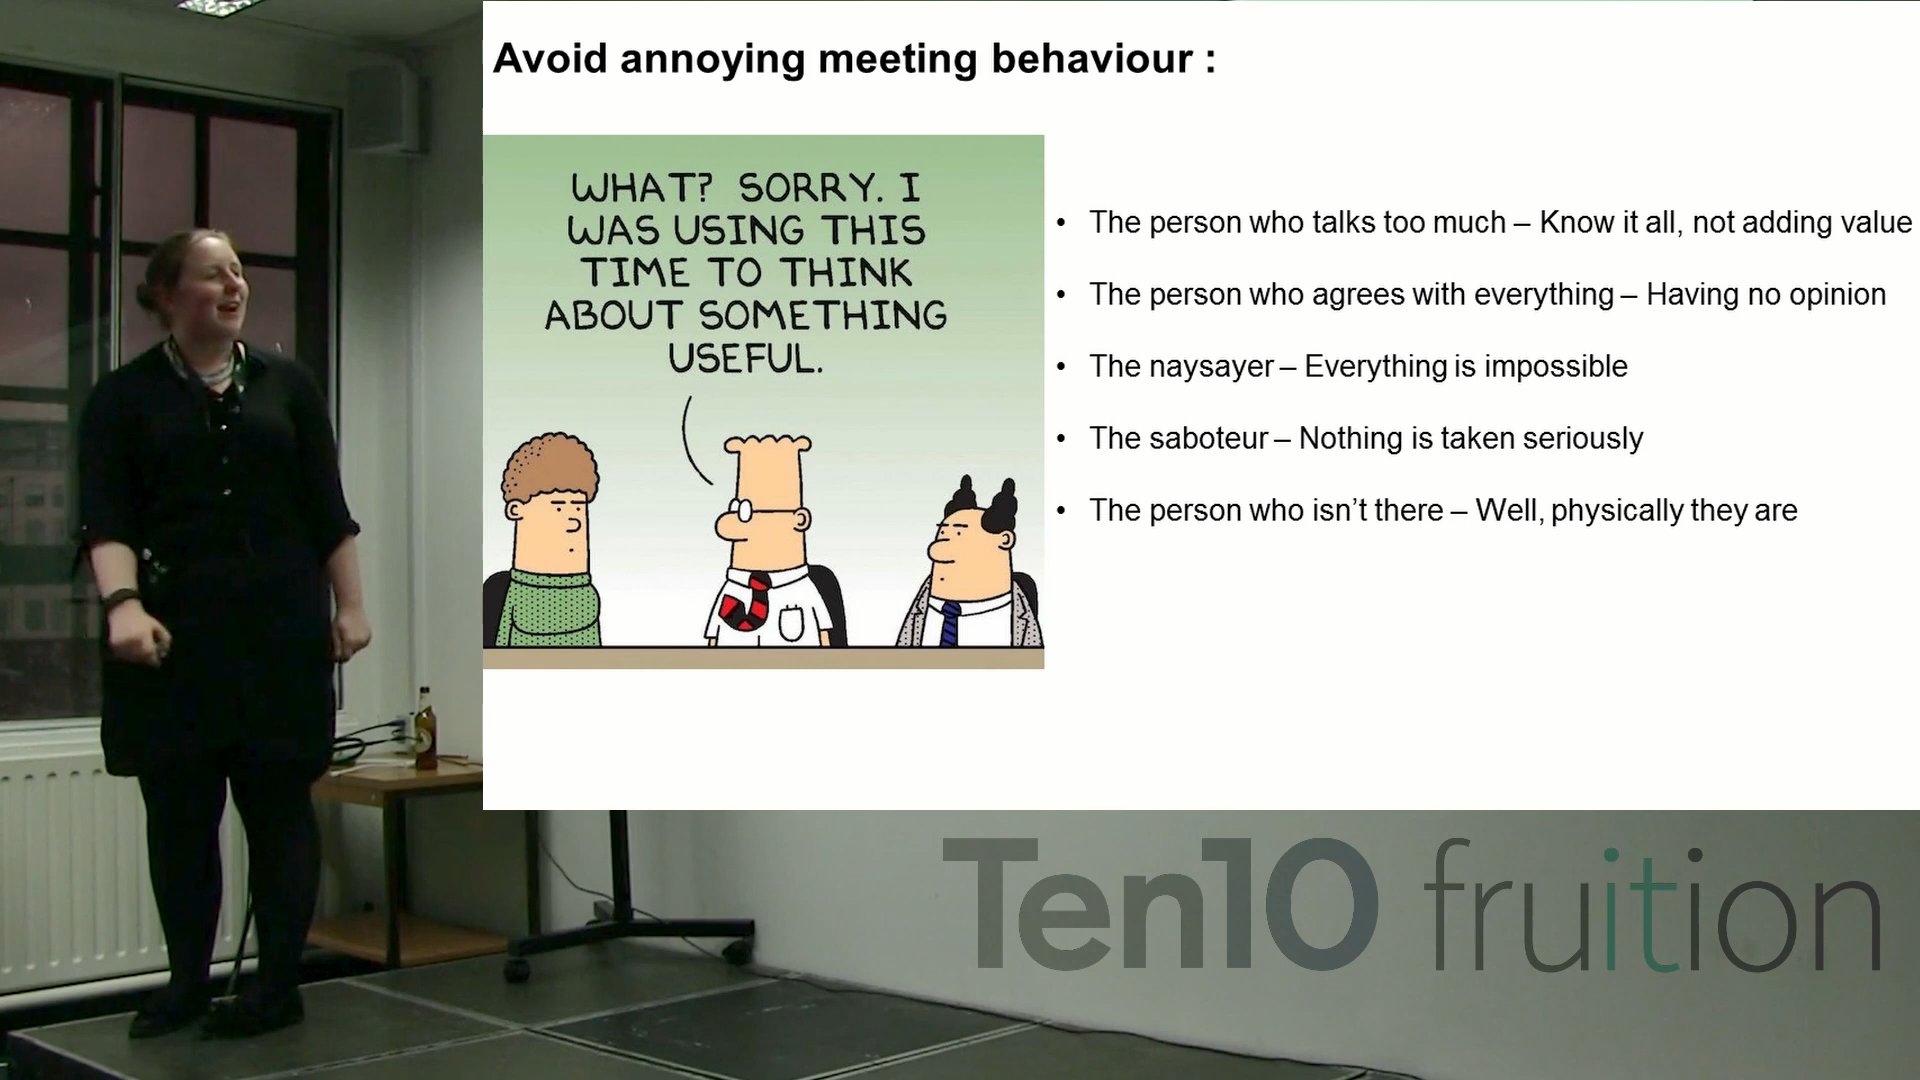 Avoid annoying meeting behaviour :
WHAT? SORRY. I
WAS USING THIS
TIME TO THINK
ABOUT SOMETHING
USEFUL.
• The person who talks too much – Know it all, not adding value
• The person who agrees with everything – Having no opinion
• The naysayer – Everything is impossible
• The saboteur – Nothing is taken seriously
• The person who isn't there – Well, physically they are
Ten10 fruition